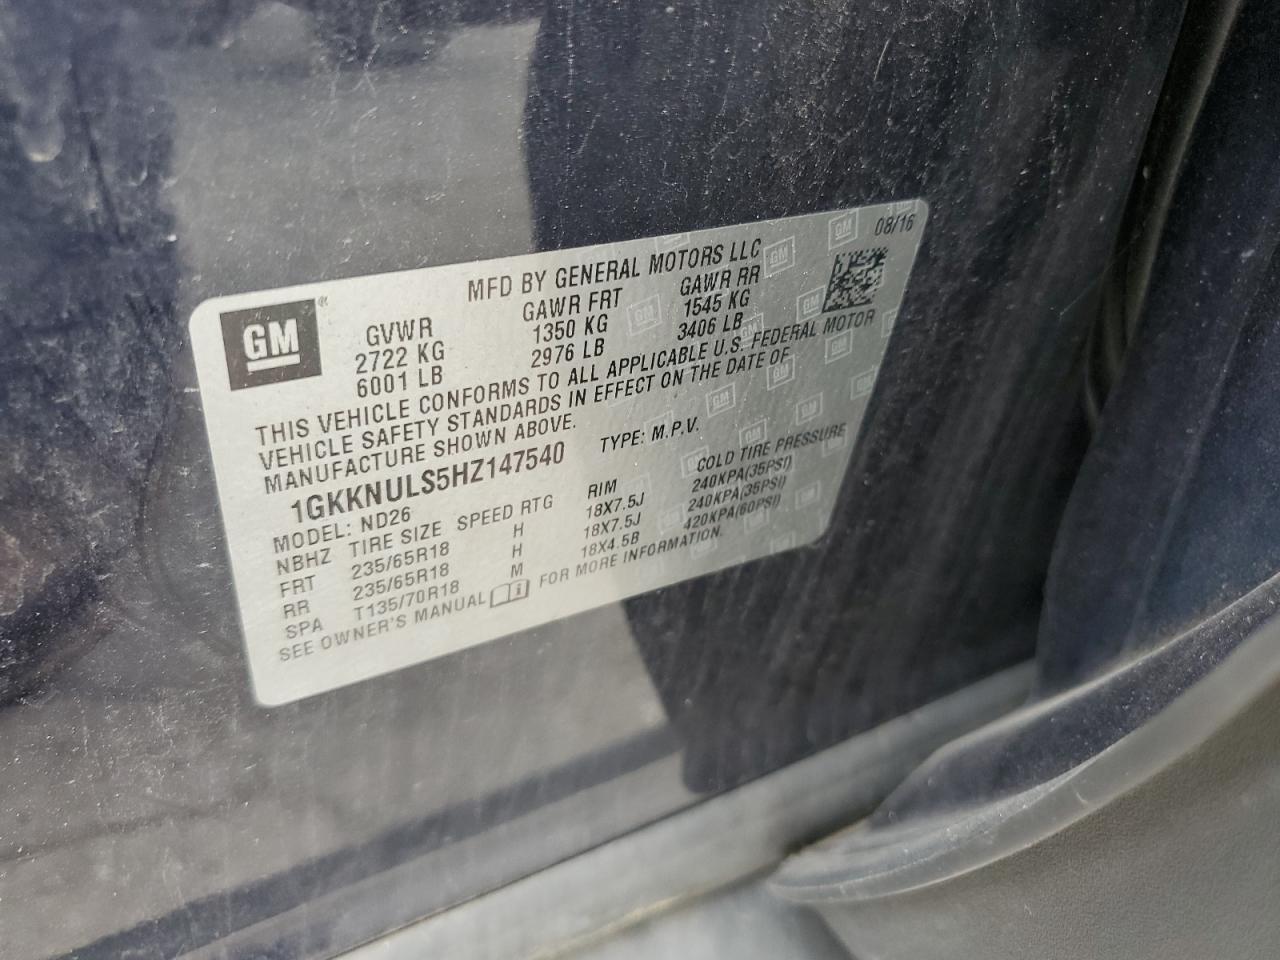 08/16
MFD BY GENERAL MOTORS LLC
GM®
GVWR GAWR FRT GAWR RR
2722 KG 1350 KG 1545 KG
6001 LB 2976 LB 3406 LB
THIS VEHICLE CONFORMS TO ALL APPLICABLE U.S. FEDERAL MOTOR
VEHICLE SAFETY STANDARDS IN EFFECT ON THE DATE OF
MANUFACTURE SHOWN ABOVE.
1GKKNULS5HZ147540 TYPE: M.P.V.
MODEL: ND26
NBHZ TIRE SIZE SPEED RTG RIM COLD TIRE PRESSURE
FRT 235/65R18 H 18X7.5J 240KPA(35PSI)
RR 235/65R18 H 18X7.5J 240KPA(35PSI)
SPA T135/70R18 M 18X4.5B 420KPA(60PSI)
SEE OWNER'S MANUAL FOR MORE INFORMATION.